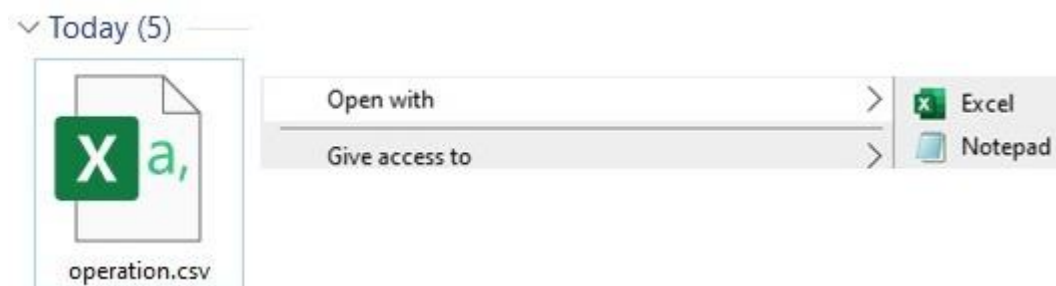 Today (5)
X a,
operation.csv
Open with
Give access to
X Excel
Notepad